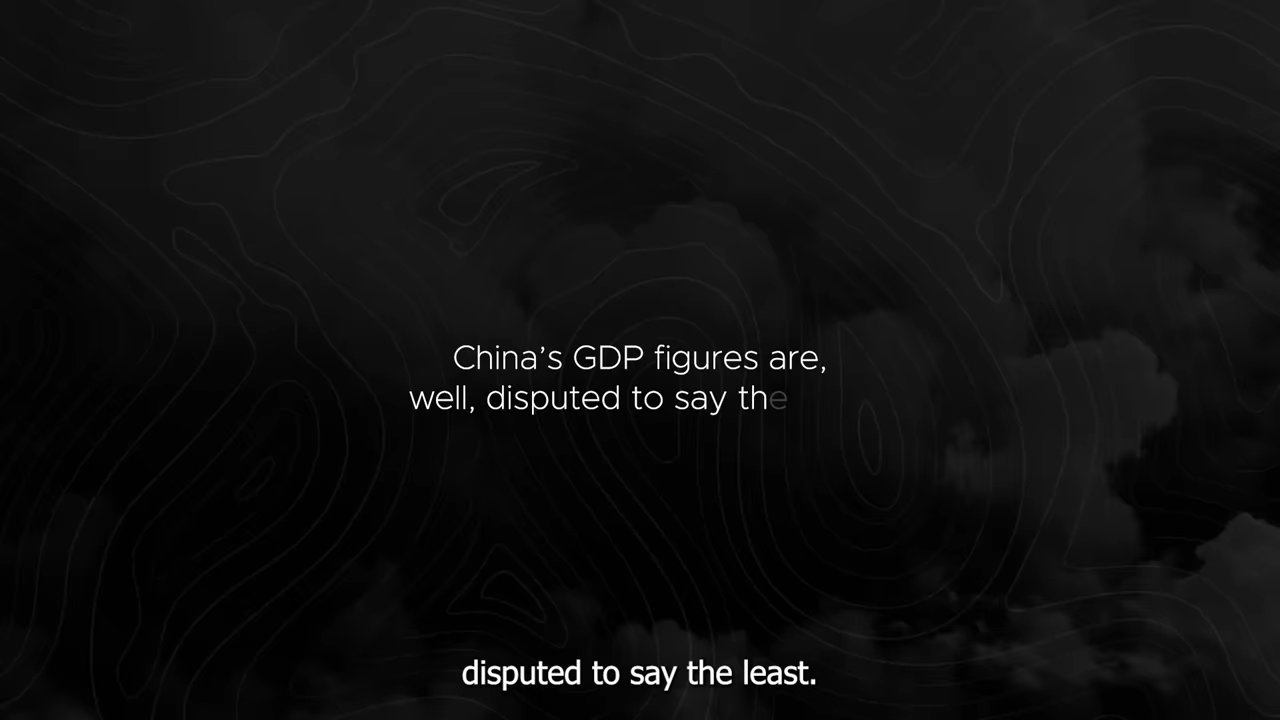 China’s GDP figures are,
well, disputed to say the
disputed to say the least.